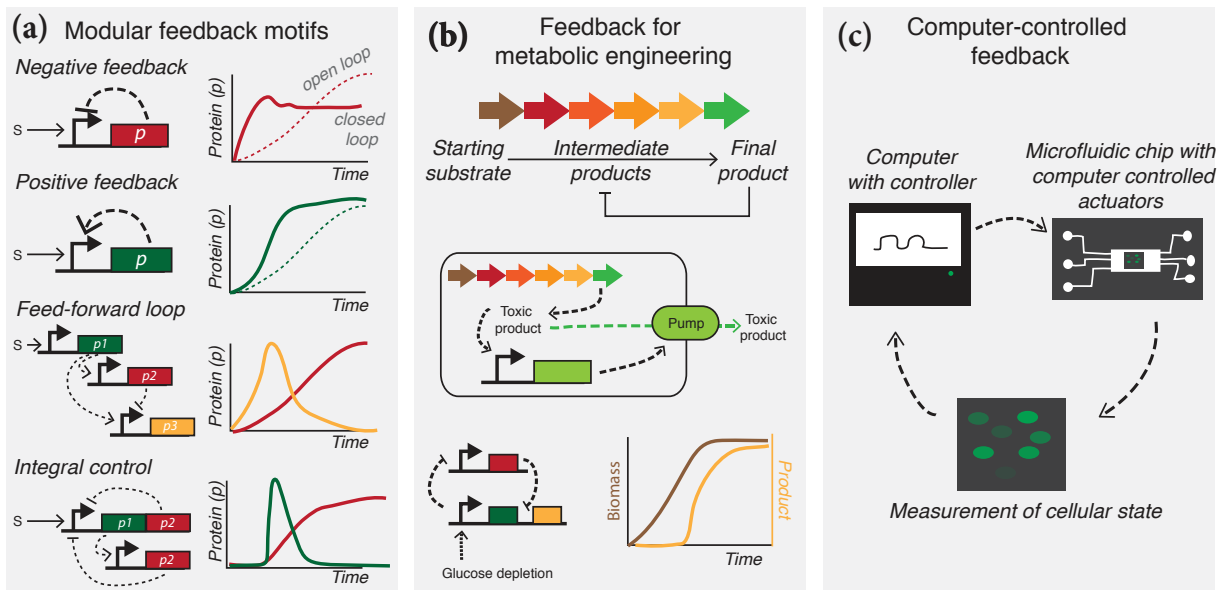 (a) Modular feedback motifs
Negative feedback
S
p
Protein (p)
open loop
closed
loop
Time
Positive feedback
S
p
Protein (p)
Time
Feed-forward loop
S
p1
p2
p3
Protein (p)
Time
Integral control
S
p1
p2
p2
Protein (p)
Time
(b) Feedback for
metabolic engineering
Starting
substrate
Intermediate
products
Final
product
Toxic
product
Pump
Toxic
product
Glucose depletion
Biomass
Product
Time
(c) Computer-controlled
feedback
Computer
with controller
Microfluidic chip with
computer controlled
actuators
Measurement of cellular state